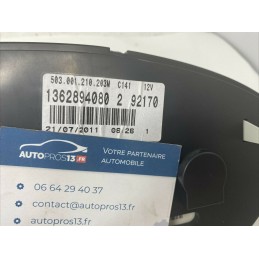 503.001.210.203M C141 12V
1362894080 2 92170
21/07/2011 08:26 1
AUTOPROS13.FR
VOTRE PARTENAIRE
AUTOMOBILE
06 64 29 40 37
contact@autopros13.fr
autopros13.fr